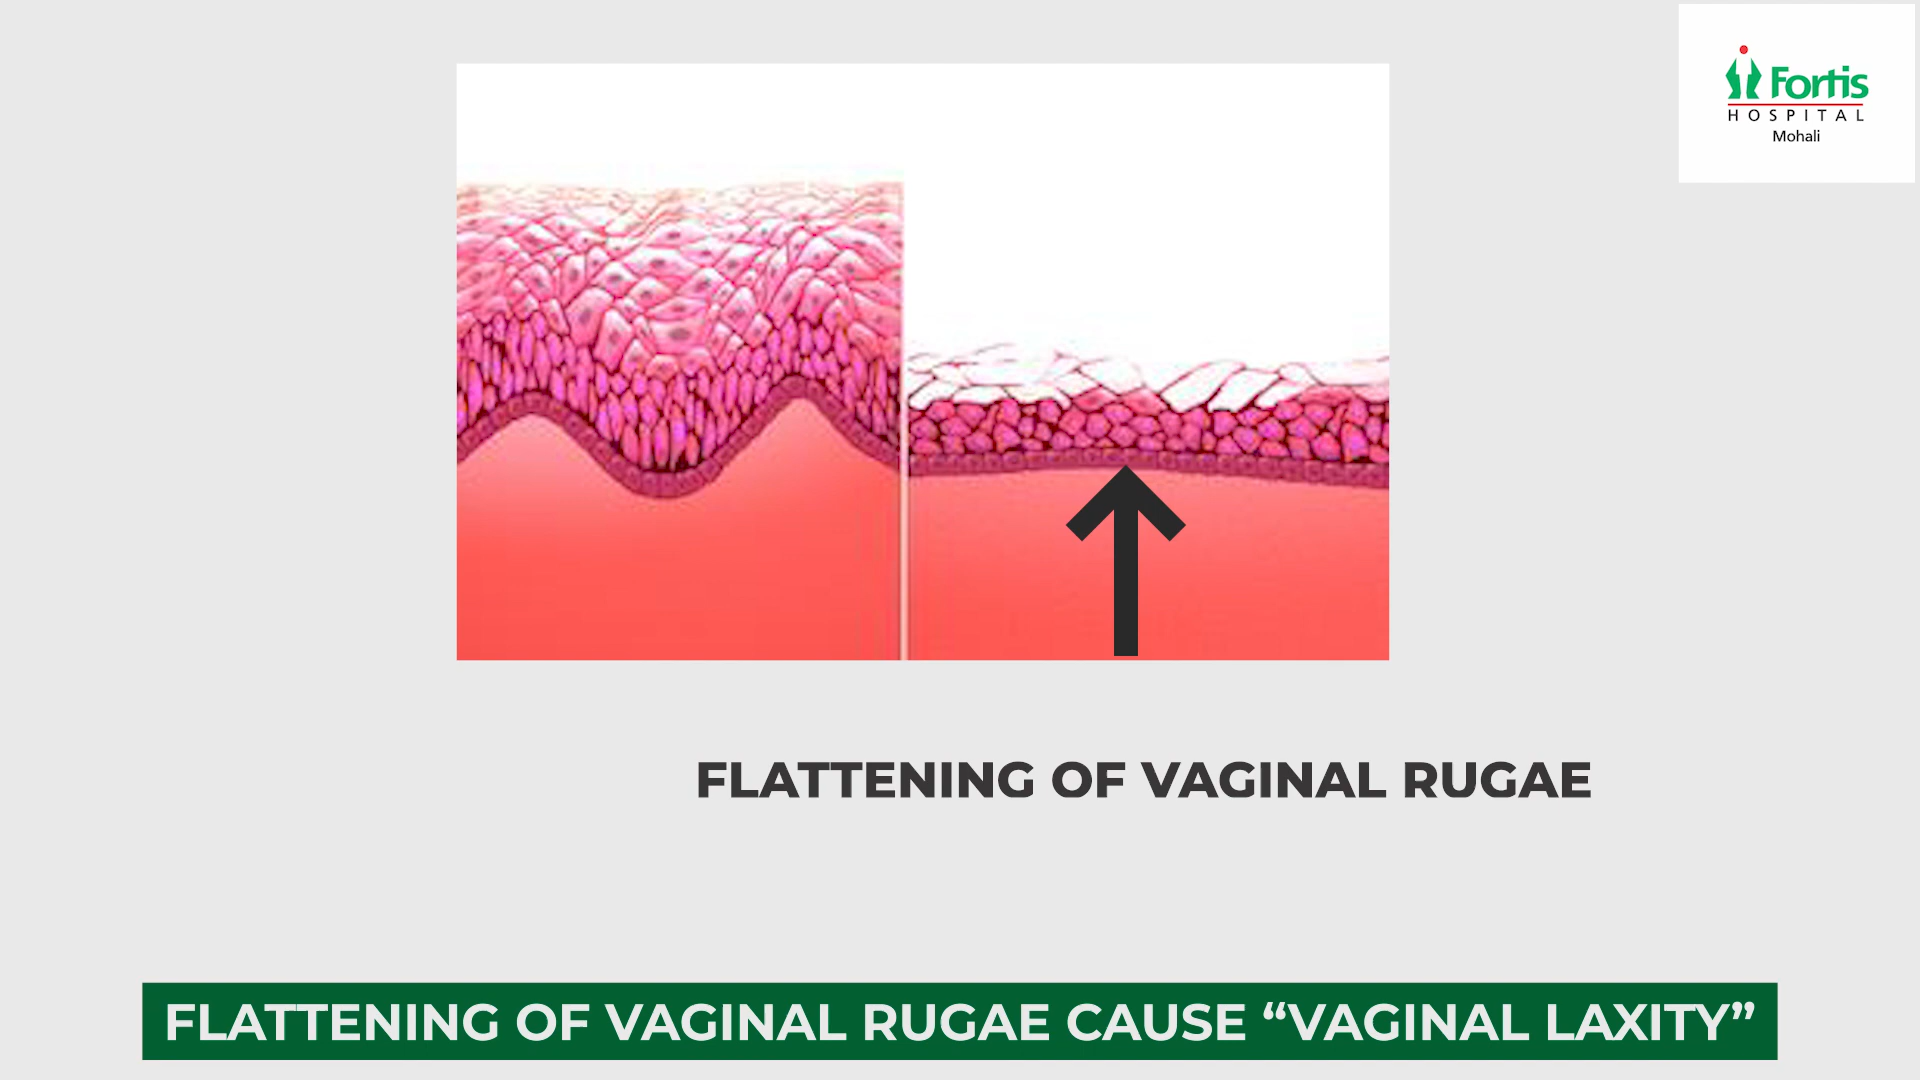 Fortis
HOSPITAL
Mohali
FLATTENING OF VAGINAL RUGAE
FLATTENING OF VAGINAL RUGAE CAUSE “VAGINAL LAXITY”